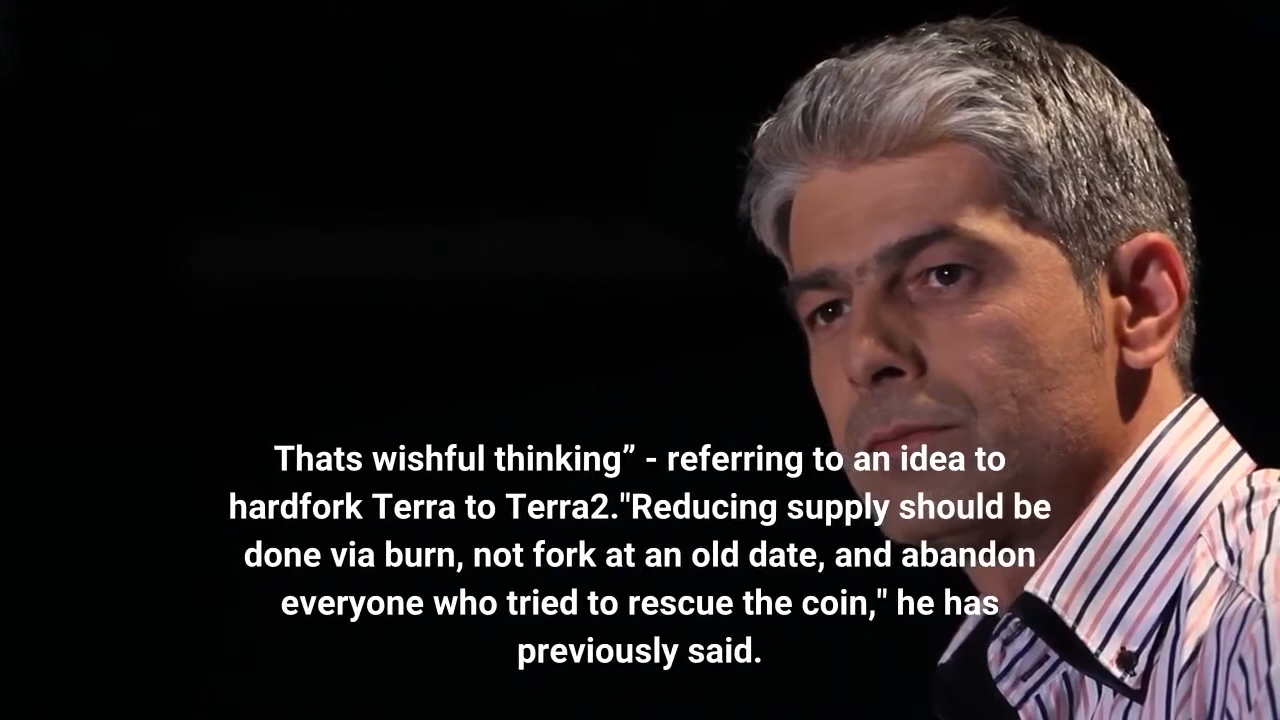 Thats wishful thinking” - referring to an idea to
hardfork Terra to Terra2."Reducing supply should be
done via burn, not fork at an old date, and abandon
everyone who tried to rescue the coin," he has
previously said.